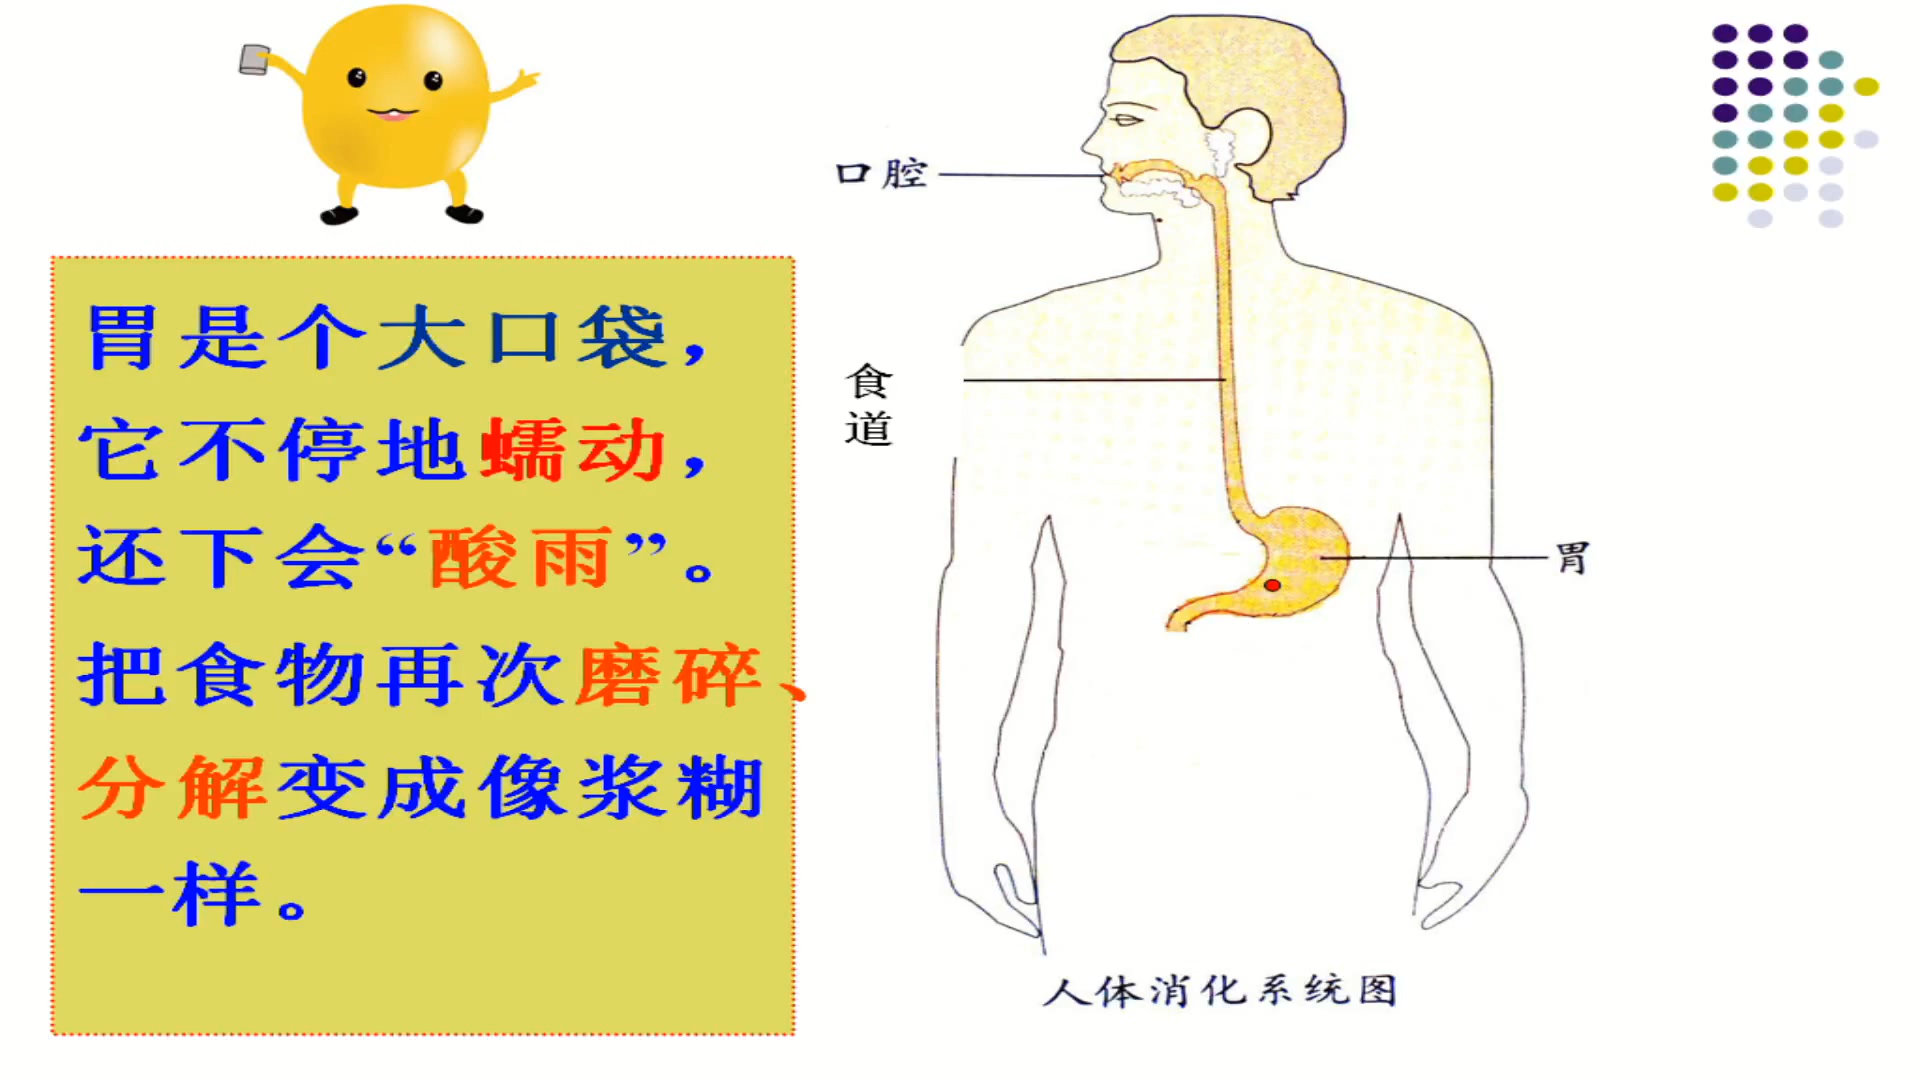 胃是个大口袋，
它不停地蠕动，
还下会“酸雨”。
把食物再次磨碎、
分解变成像浆糊
一样。
口腔
食
道
胃
人体消化系统图